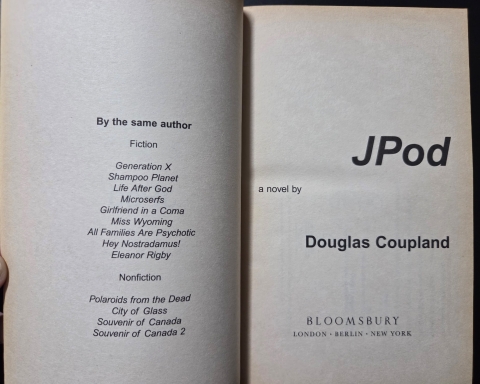 By the same author
Fiction
Generation X
Shampoo Planet
Life After God
Microserfs
Girlfriend in a Coma
Miss Wyoming
All Families Are Psychotic
Hey Nostradamus!
Eleanor Rigby
Nonfiction
Polaroids from the Dead
City of Glass
Souvenir of Canada
Souvenir of Canada 2
JPod
a novel by
Douglas Coupland
BLOOMSBURY
LONDON • BERLIN • NEW YORK